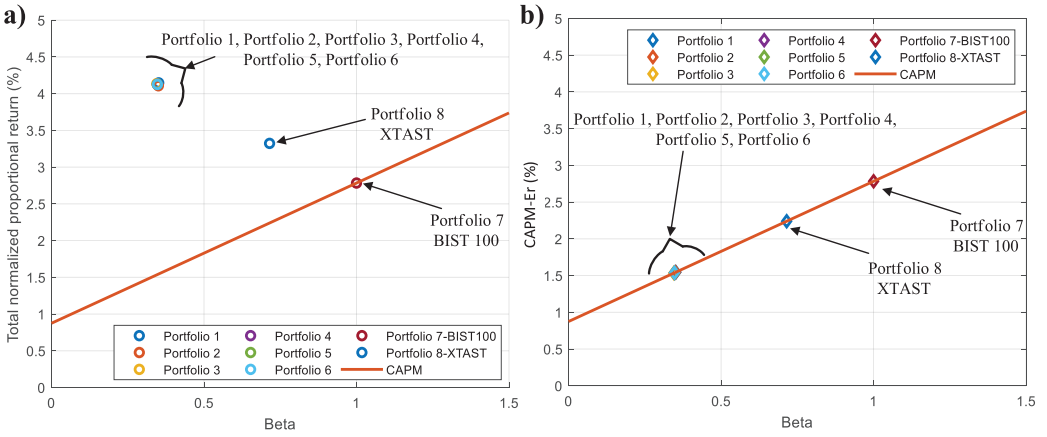 a)
Total normalized proportional return (%)
5
4.5
4
3.5
3
2.5
2
1.5
1
0.5
0
Portfolio 1, Portfolio 2, Portfolio 3, Portfolio 4,
Portfolio 5, Portfolio 6
Portfolio 8
XTAST
Portfolio 7
BIST 100
Portfolio 1
Portfolio 4
Portfolio 7-BIST100
Portfolio 2
Portfolio 5
Portfolio 8-XTAST
Portfolio 3
Portfolio 6
CAPM
0
0.5
1
1.5
Beta
b)
CAPM-Er (%)
5
4.5
4
3.5
3
2.5
2
1.5
1
0.5
0
Portfolio 1
Portfolio 4
Portfolio 7-BIST100
Portfolio 2
Portfolio 5
Portfolio 8-XTAST
Portfolio 3
Portfolio 6
CAPM
Portfolio 1, Portfolio 2, Portfolio 3, Portfolio 4,
Portfolio 5, Portfolio 6
Portfolio 7
BIST 100
Portfolio 8
XTAST
0
0.5
1
1.5
Beta